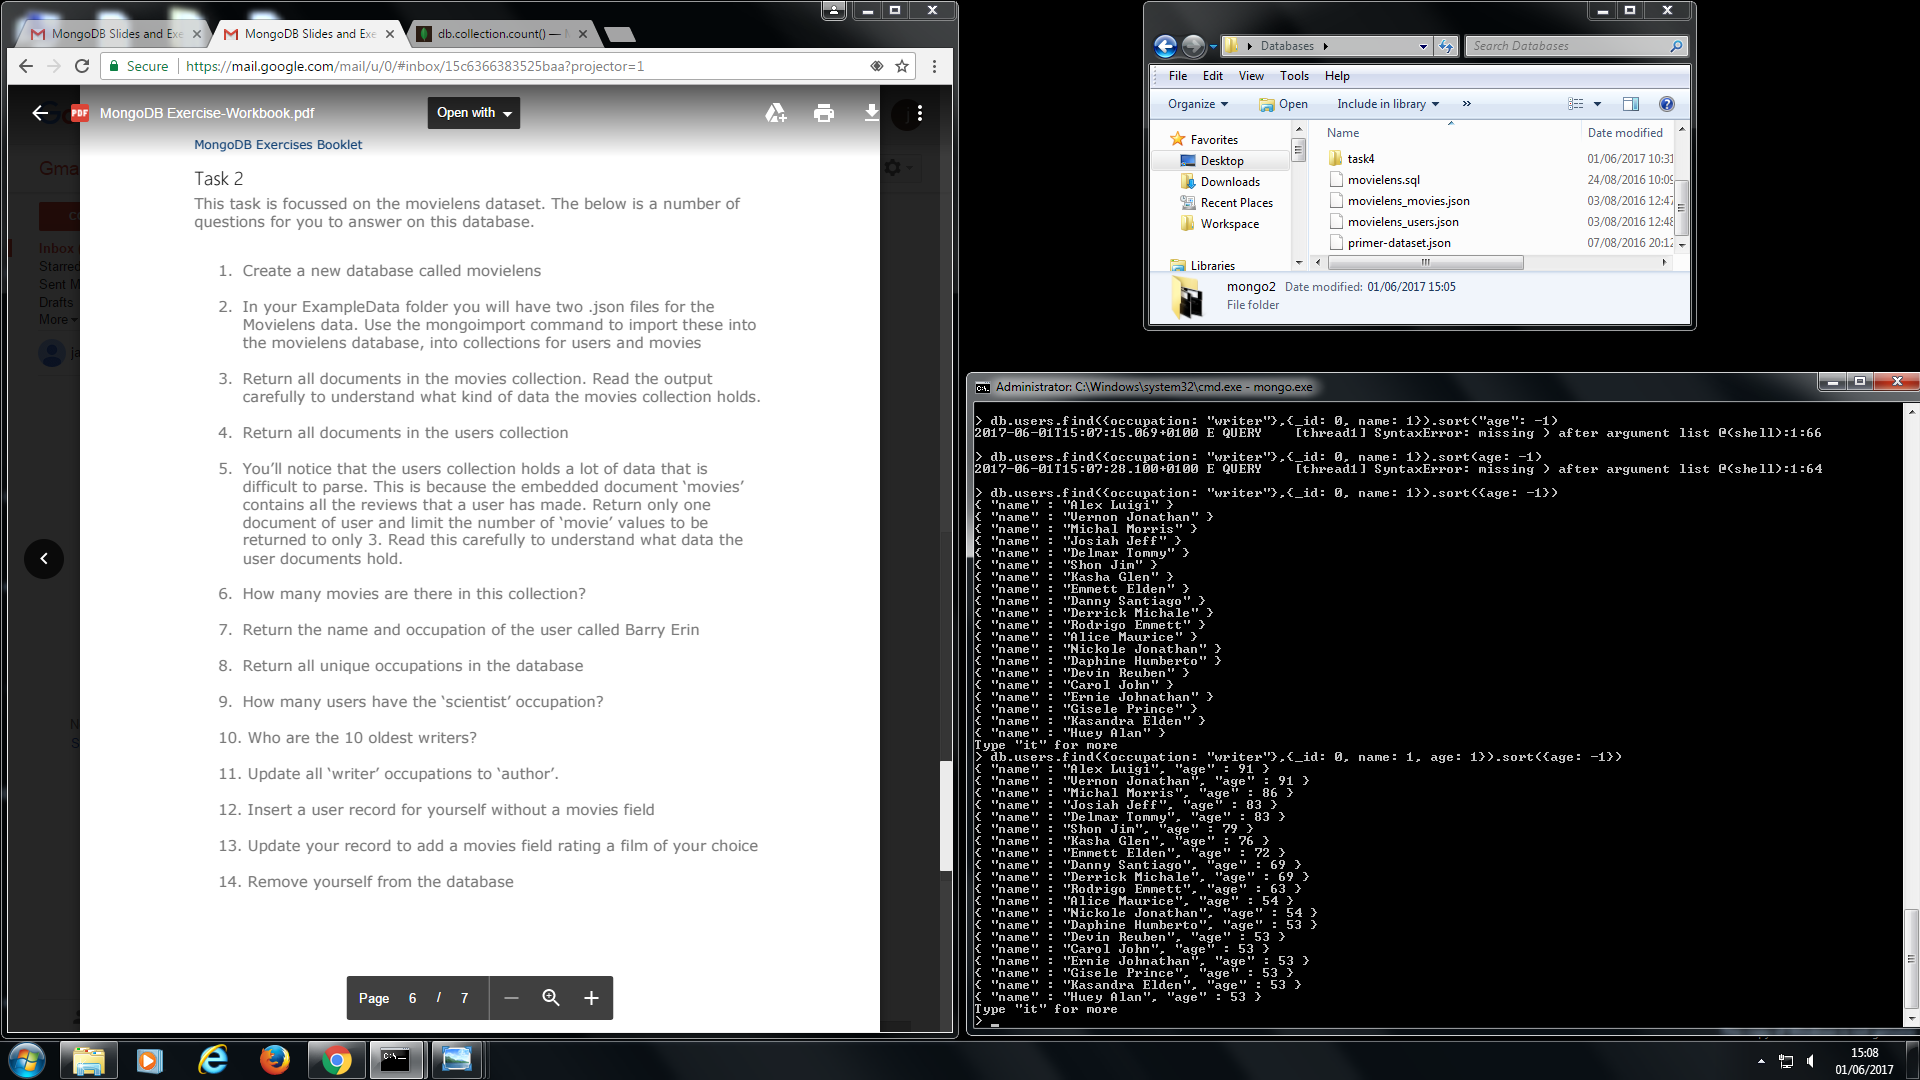 MongoDB Slides and Exe
MongoDB Slides and Exe
db.collection.count() — M
Secure
https://mail.google.com/mail/u/0/#inbox/15c6366383525baa?projector=1
PDF
MongoDB Exercise-Workbook.pdf
Open with
Gma
Inbox
Starred
Sent M
Drafts
More
MongoDB Exercises Booklet
Task 2
This task is focussed on the movielens dataset. The below is a number of
questions for you to answer on this database.
1. Create a new database called movielens
2. In your ExampleData folder you will have two .json files for the
Movielens data. Use the mongoimport command to import these into
the movielens database, into collections for users and movies
3. Return all documents in the movies collection. Read the output
carefully to understand what kind of data the movies collection holds.
4. Return all documents in the users collection
5. You’ll notice that the users collection holds a lot of data that is
difficult to parse. This is because the embedded document ‘movies’
contains all the reviews that a user has made. Return only one
document of user and limit the number of ‘movie’ values to be
returned to only 3. Read this carefully to understand what data the
user documents hold.
6. How many movies are there in this collection?
7. Return the name and occupation of the user called Barry Erin
8. Return all unique occupations in the database
9. How many users have the ‘scientist’ occupation?
10. Who are the 10 oldest writers?
11. Update all ‘writer’ occupations to ‘author’.
12. Insert a user record for yourself without a movies field
13. Update your record to add a movies field rating a film of your choice
14. Remove yourself from the database
Page 6 / 7
Databases
Search Databases
File Edit View Tools Help
Organize Open Include in library »
Favorites
Desktop
Downloads
Recent Places
Workspace
Libraries
Name Date modified
task4 01/06/2017 10:31
movielens.sql 24/08/2016 10:09
movielens_movies.json 03/08/2016 12:47
movielens_users.json 03/08/2016 12:48
primer-dataset.json 07/08/2016 20:12
mongo2 Date modified: 01/06/2017 15:05
File folder
Administrator: C:\Windows\system32\cmd.exe - mongo.exe
> db.users.find({occupation: "writer"},{_id: 0, name: 1}).sort("age": -1)
2017-06-01T15:07:15.069+0100 E QUERY    [thread1] SyntaxError: missing ) after argument list @(shell):1:66
> db.users.find({occupation: "writer"},{_id: 0, name: 1}).sort(age: -1)
2017-06-01T15:07:28.100+0100 E QUERY    [thread1] SyntaxError: missing ) after argument list @(shell):1:64
> db.users.find({occupation: "writer"},{_id: 0, name: 1}).sort({age: -1})
{ "name" : "Alex Luigi" }
{ "name" : "Vernon Jonathan" }
{ "name" : "Michal Morris" }
{ "name" : "Josiah Jeff" }
{ "name" : "Delmar Tommy" }
{ "name" : "Shon Jim" }
{ "name" : "Kasha Glen" }
{ "name" : "Emmett Elden" }
{ "name" : "Danny Santiago" }
{ "name" : "Derrick Michale" }
{ "name" : "Rodrigo Emmett" }
{ "name" : "Alice Maurice" }
{ "name" : "Nickole Jonathan" }
{ "name" : "Daphine Humberto" }
{ "name" : "Devin Reuben" }
{ "name" : "Carol John" }
{ "name" : "Ernie Johnathan" }
{ "name" : "Gisele Prince" }
{ "name" : "Kasandra Elden" }
{ "name" : "Huey Alan" }
Type "it" for more
> db.users.find({occupation: "writer"},{_id: 0, name: 1, age: 1}).sort({age: -1})
{ "name" : "Alex Luigi", "age" : 91 }
{ "name" : "Vernon Jonathan", "age" : 91 }
{ "name" : "Michal Morris", "age" : 86 }
{ "name" : "Josiah Jeff", "age" : 83 }
{ "name" : "Delmar Tommy", "age" : 83 }
{ "name" : "Shon Jim", "age" : 79 }
{ "name" : "Kasha Glen", "age" : 76 }
{ "name" : "Emmett Elden", "age" : 72 }
{ "name" : "Danny Santiago", "age" : 69 }
{ "name" : "Derrick Michale", "age" : 69 }
{ "name" : "Rodrigo Emmett", "age" : 63 }
{ "name" : "Alice Maurice", "age" : 54 }
{ "name" : "Nickole Jonathan", "age" : 54 }
{ "name" : "Daphine Humberto", "age" : 53 }
{ "name" : "Devin Reuben", "age" : 53 }
{ "name" : "Carol John", "age" : 53 }
{ "name" : "Ernie Johnathan", "age" : 53 }
{ "name" : "Gisele Prince", "age" : 53 }
{ "name" : "Kasandra Elden", "age" : 53 }
{ "name" : "Huey Alan", "age" : 53 }
Type "it" for more
>
15:08
01/06/2017